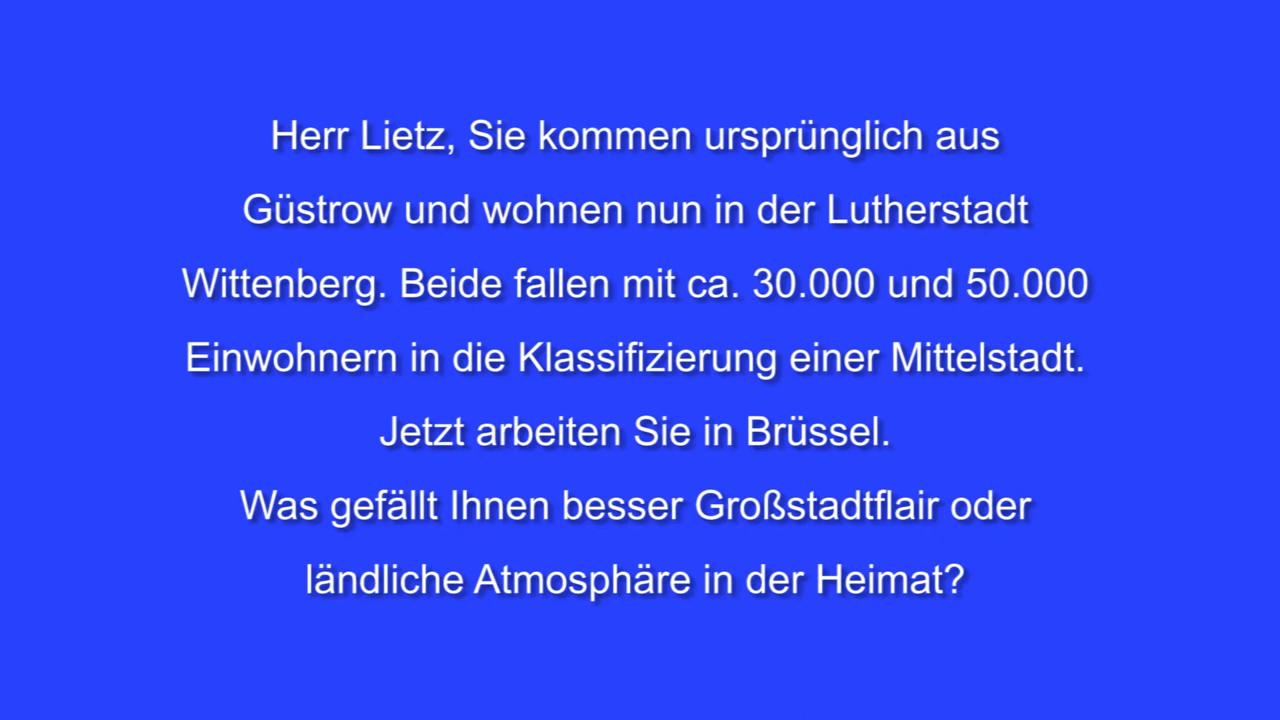 Herr Lietz, Sie kommen ursprünglich aus
Güstrow und wohnen nun in der Lutherstadt
Wittenberg. Beide fallen mit ca. 30.000 und 50.000
Einwohnern in die Klassifizierung einer Mittelstadt.
Jetzt arbeiten Sie in Brüssel.
Was gefällt Ihnen besser Großstadtflair oder
ländliche Atmosphäre in der Heimat?